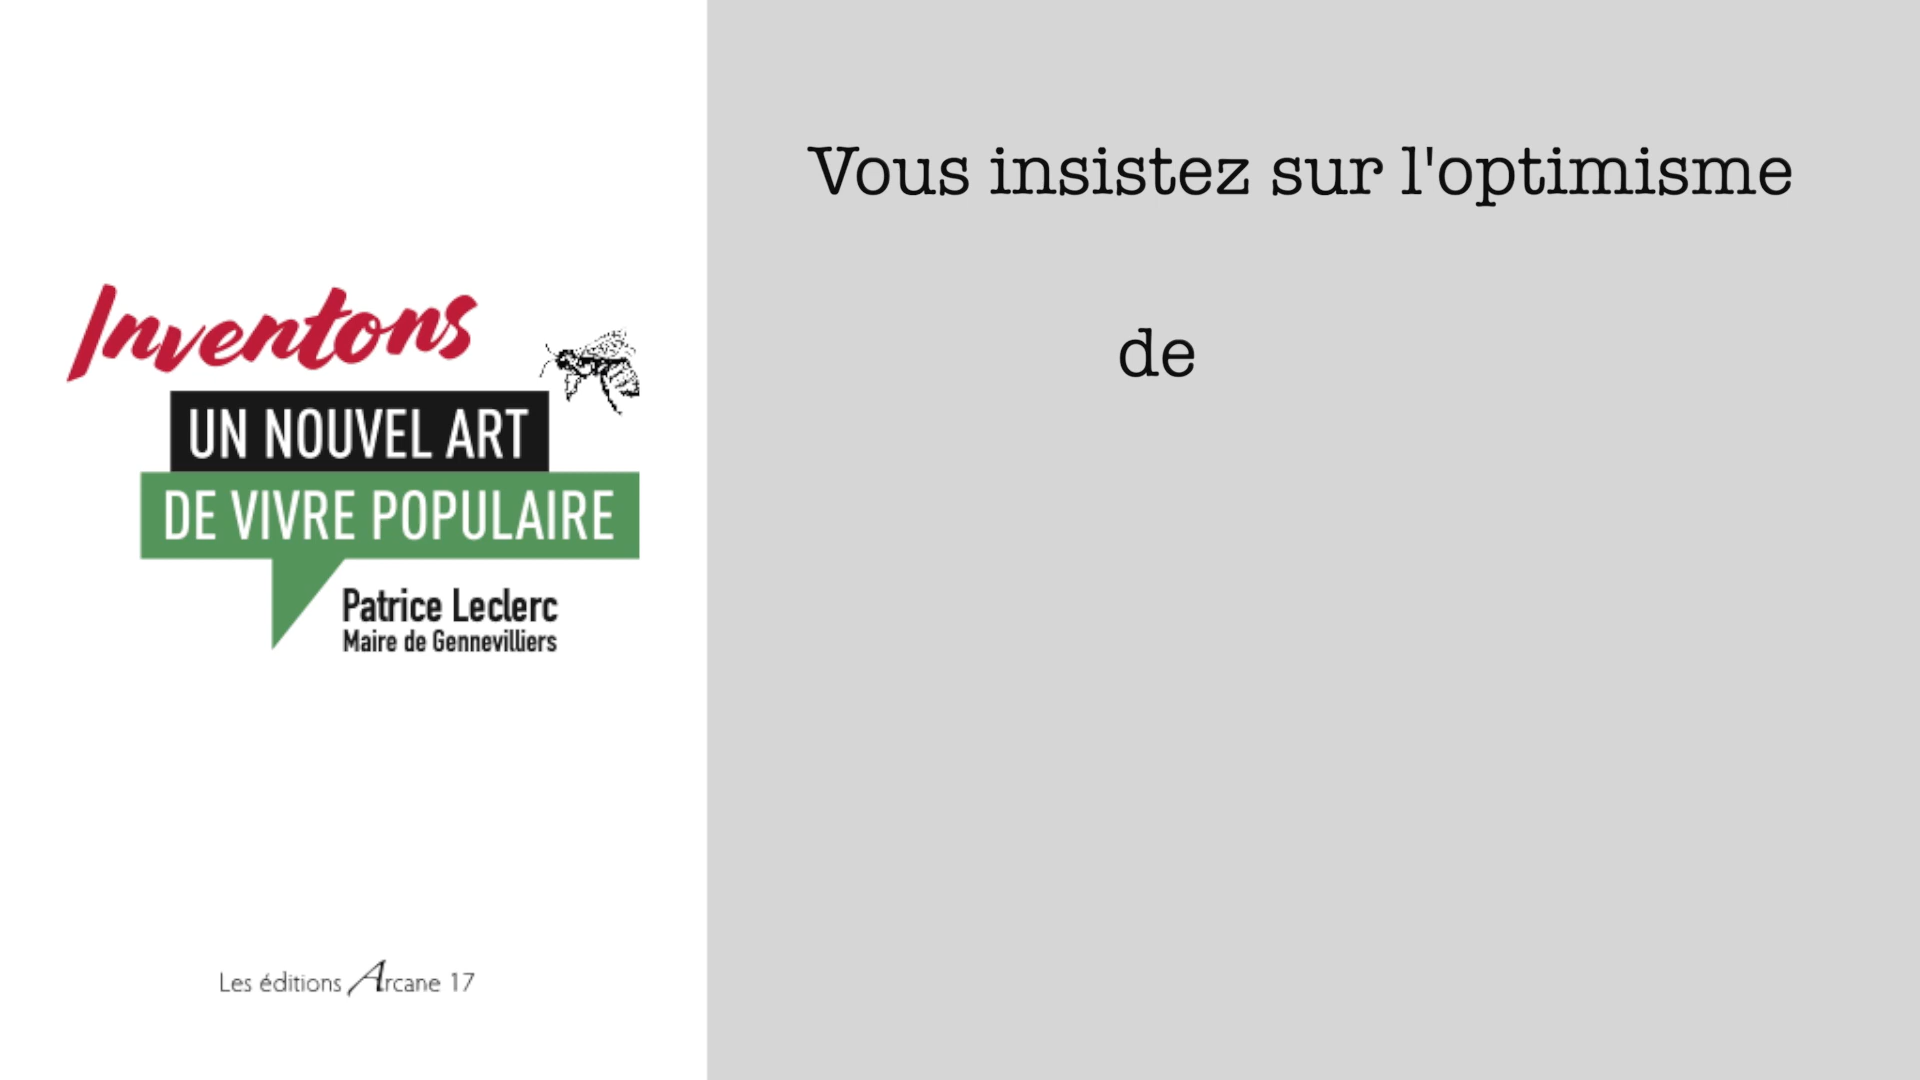 Inventons
UN NOUVEL ART
DE VIVRE POPULAIRE
Patrice Leclerc
Maire de Gennevilliers
Les éditions Arcane 17
Vous insistez sur l'optimisme
de